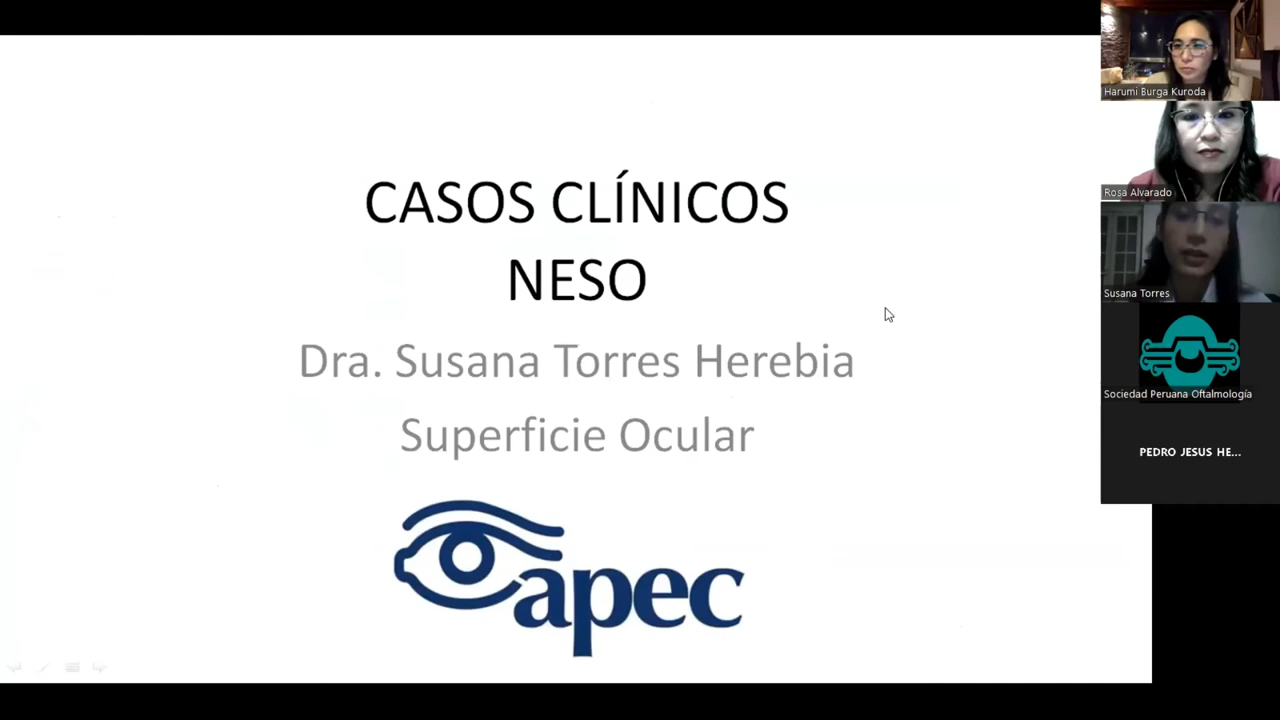 CASOS CLÍNICOS
NESO
Dra. Susana Torres Herebia
Superficie Ocular
apec
Harumi Burga Kuroda
Rosa Alvarado
Susana Torres
Sociedad Peruana Oftalmología
PEDRO JESUS HE...